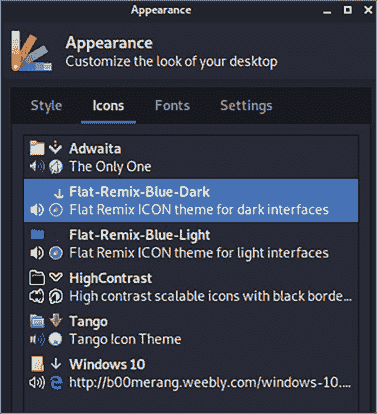 Appearance
Appearance
Customize the look of your desktop
Style Icons Fonts Settings
Adwaita
The Only One
Flat-Remix-Blue-Dark
Flat Remix ICON theme for dark interfaces
Flat-Remix-Blue-Light
Flat Remix ICON theme for light interfaces
HighContrast
High contrast scalable icons with black borde...
Tango
Tango Icon Theme
Windows 10
http://b00merang.weebly.com/windows-10....